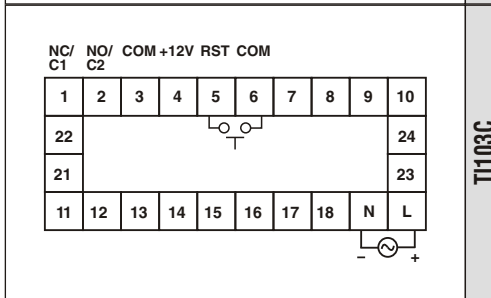 NC/ NO/ COM +12V RST COM
C1 C2
1 2 3 4 5 6 7 8 9 10
22 24
21 23
11 12 13 14 15 16 17 18 N L
– +
TI103C